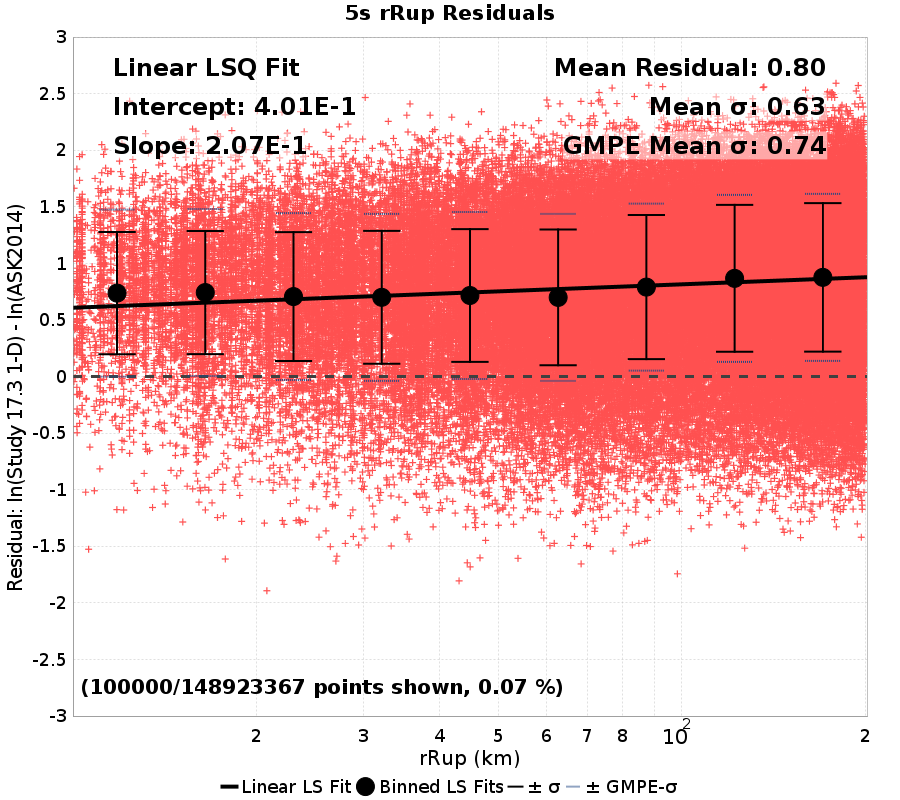 5s rRup Residuals
Linear LSQ Fit
Intercept: 4.01E-1
Slope: 2.07E-1
Mean Residual: 0.80
Mean σ: 0.63
GMPE Mean σ: 0.74
Residual: ln(Study 17.3 1-D) - ln(ASK2014)
3
2.5
2
1.5
1
0.5
0
-0.5
-1
-1.5
-2
-2.5
-3
(100000/148923367 points shown, 0.07 %)
2 3 4 5 6 7 8 10² 2
rRup (km)
Linear LS Fit Binned LS Fits ± σ ± GMPE-σ